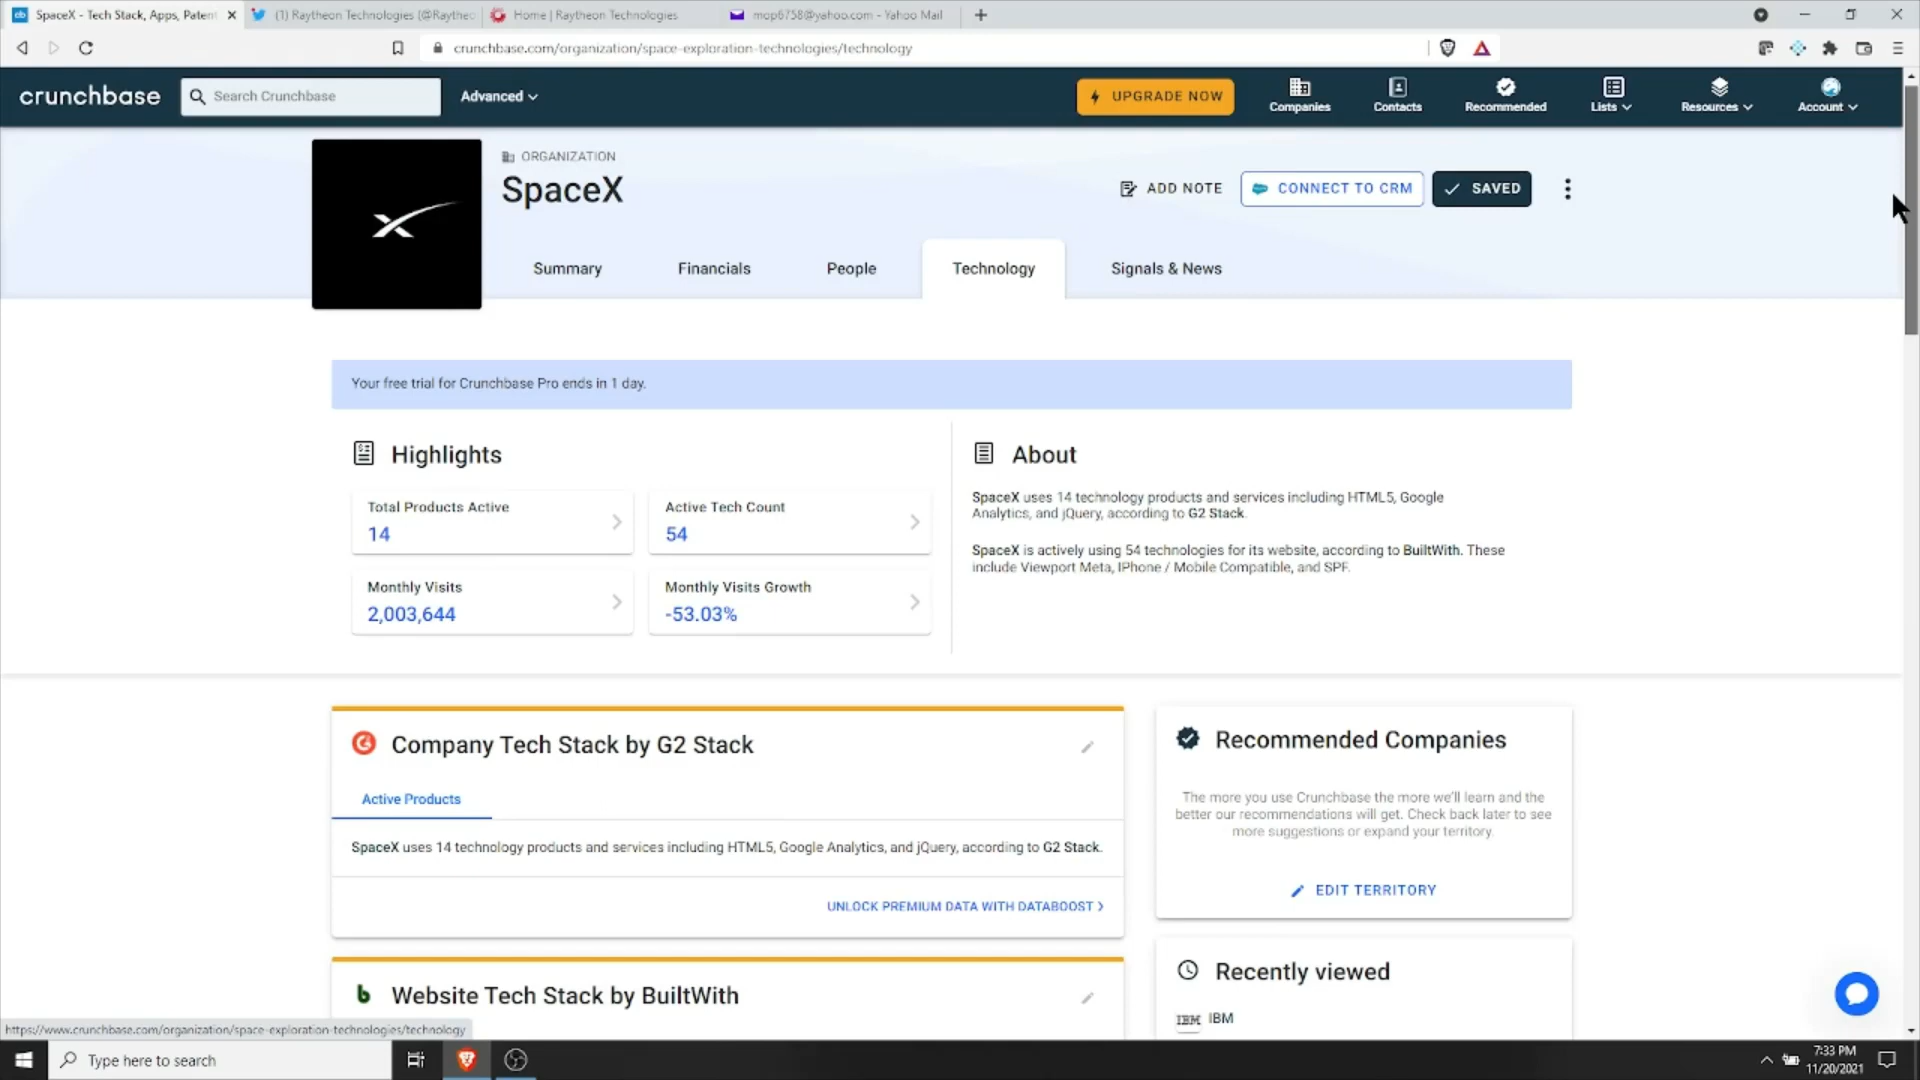 SpaceX - Tech Stack, Apps, Patent
(1) Raytheon Technologies (@Raytheo
Home | Raytheon Technologies
mop6758@yahoo.com - Yahoo Mail
crunchbase.com/organization/space-exploration-technologies/technology
crunchbase
Search Crunchbase
Advanced
UPGRADE NOW
Companies
Contacts
Recommended
Lists
Resources
Account
ORGANIZATION
SpaceX
ADD NOTE
CONNECT TO CRM
SAVED
Summary
Financials
People
Technology
Signals & News
Your free trial for Crunchbase Pro ends in 1 day.
Highlights
Total Products Active
14
Active Tech Count
54
Monthly Visits
2,003,644
Monthly Visits Growth
-53.03%
About
SpaceX uses 14 technology products and services including HTML5, Google
Analytics, and jQuery, according to G2 Stack.
SpaceX is actively using 54 technologies for its website, according to BuiltWith. These
include Viewport Meta, IPhone / Mobile Compatible, and SPF.
Company Tech Stack by G2 Stack
Active Products
SpaceX uses 14 technology products and services including HTML5, Google Analytics, and jQuery, according to G2 Stack.
UNLOCK PREMIUM DATA WITH DATABOOST
Website Tech Stack by BuiltWith
Recommended Companies
The more you use Crunchbase the more we'll learn and the
better our recommendations will get. Check back later to see
more suggestions or expand your territory.
EDIT TERRITORY
Recently viewed
IBM IBM
https://www.crunchbase.com/organization/space-exploration-technologies/technology
Type here to search
7:33 PM
11/20/2021